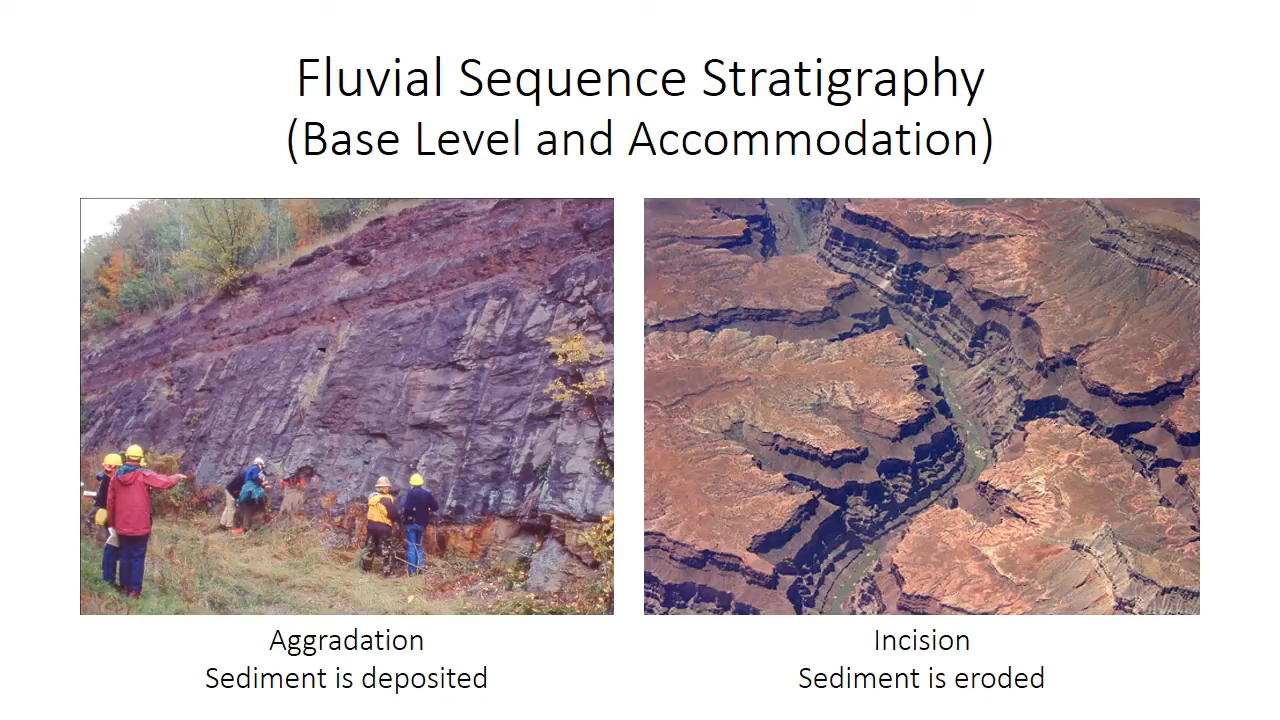 Fluvial Sequence Stratigraphy
(Base Level and Accommodation)
Aggradation
Sediment is deposited
Incision
Sediment is eroded